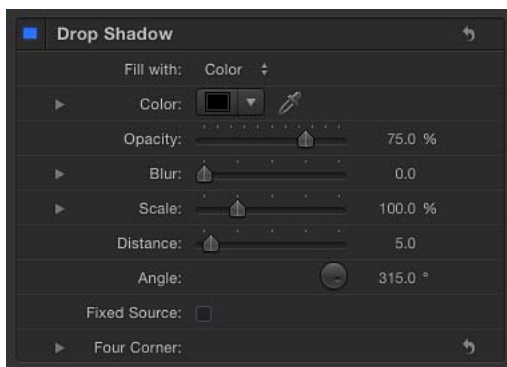 Drop Shadow
Fill with: Color
Color:
Opacity: 75.0 %
Blur: 0.0
Scale: 100.0 %
Distance: 5.0
Angle: 315.0 °
Fixed Source:
Four Corner: